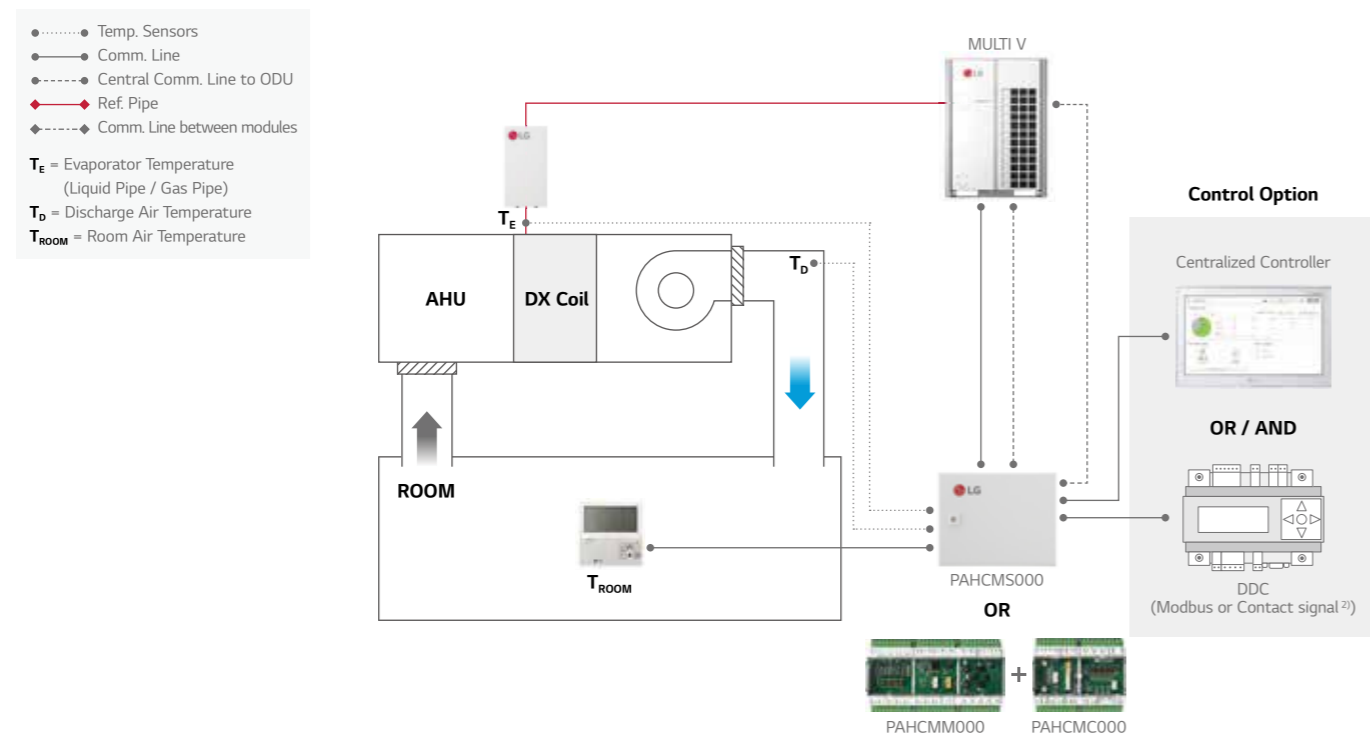 Temp. Sensors
Comm. Line
Central Comm. Line to ODU
Ref. Pipe
Comm. Line between modules
TE = Evaporator Temperature
(Liquid Pipe / Gas Pipe)
TD = Discharge Air Temperature
TROOM = Room Air Temperature
MULTI V
LG
LG
TE
TD
AHU
DX Coil
ROOM
TROOM
LG
PAHCMS000
OR
PAHCMM000
+
PAHCMC000
Control Option
Centralized Controller
OR / AND
DDC
(Modbus or Contact signal 2))